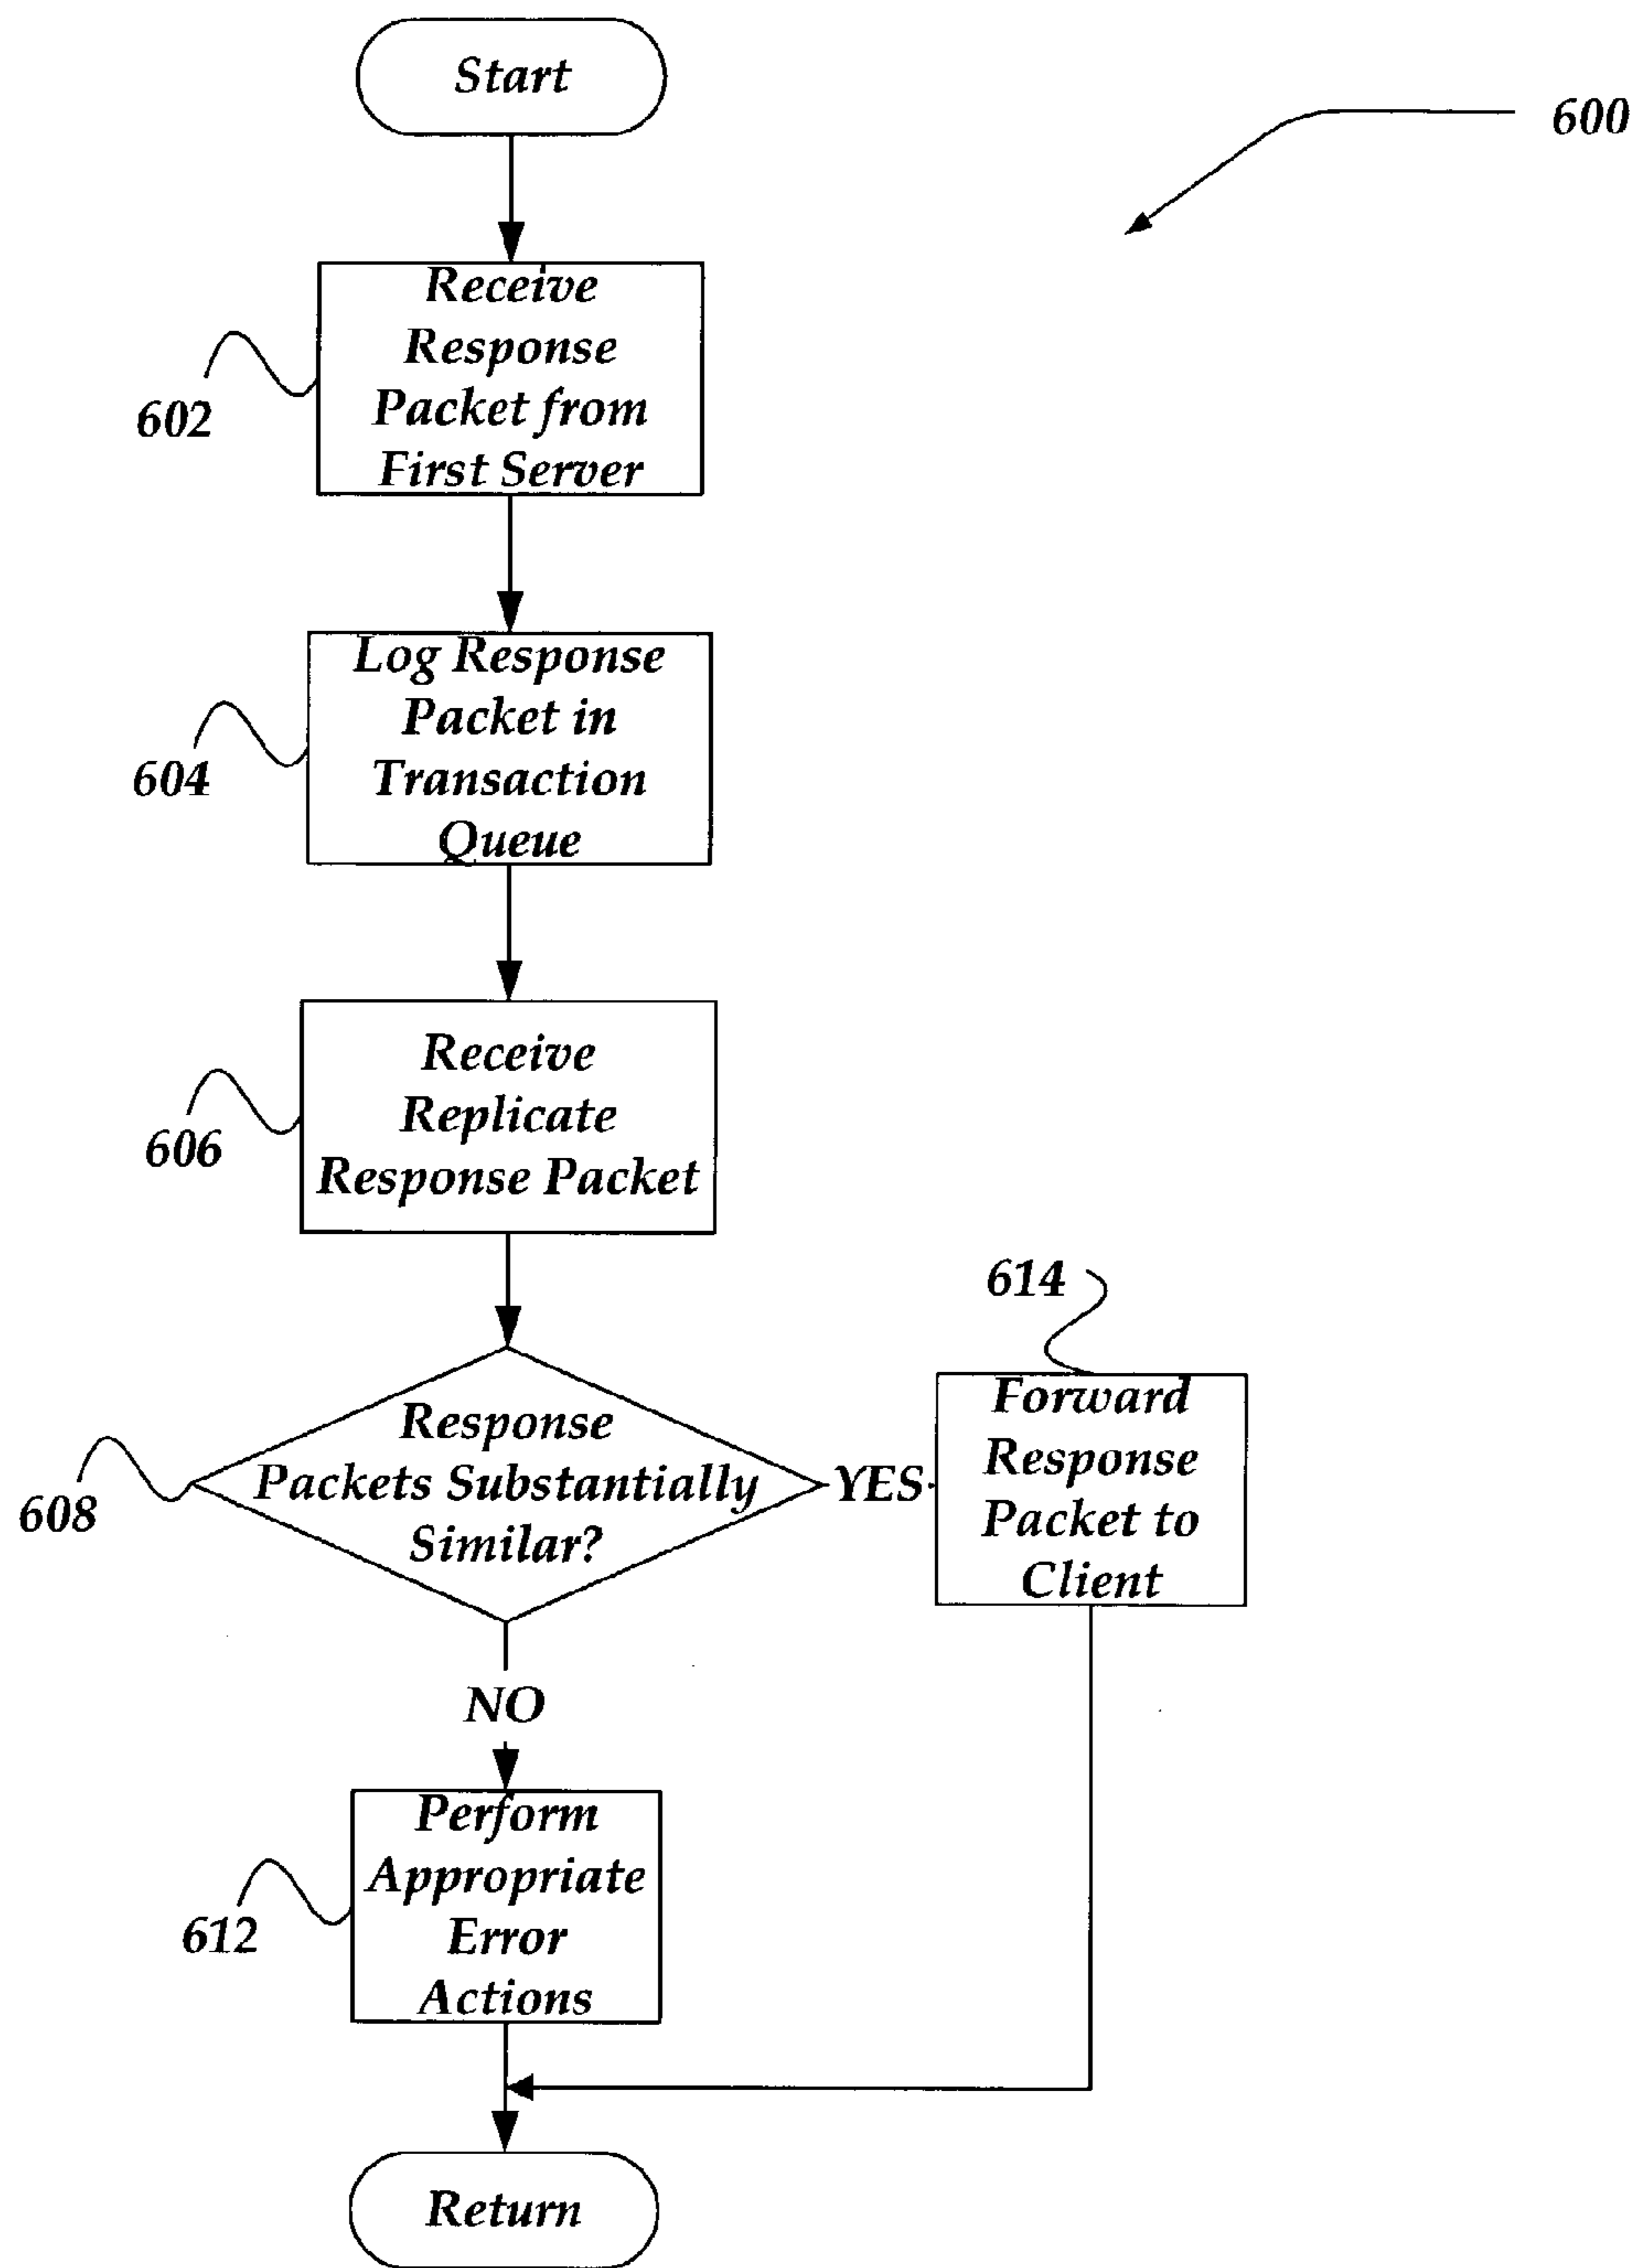 Start
600
Receive
Response
Packet from
First Server
602
Log Response
Packet in
Transaction
Queue
604
Receive
Replicate
Response Packet
606
614
Response
Packets Substantially
Similar?
608
YES
Forward
Response
Packet to
Client
NO
Perform
Appropriate
Error
Actions
612
Return